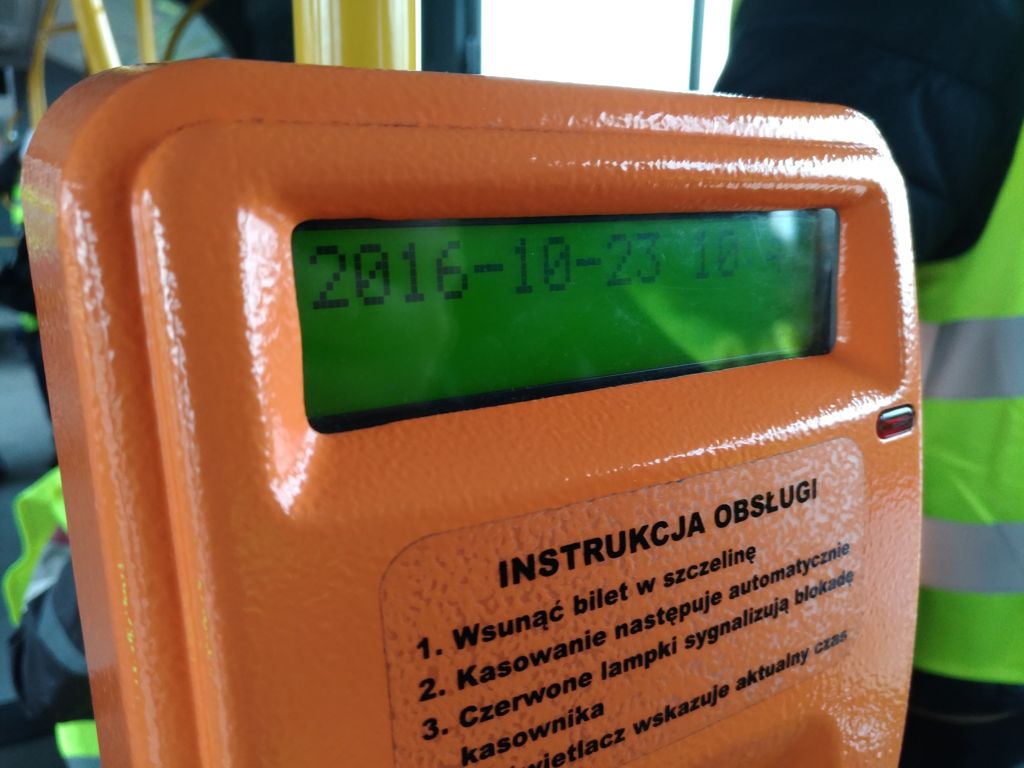 2016-10-23 10
INSTRUKCJA OBSŁUGI
1. Wsunąć bilet w szczelinę
2. Kasowanie następuje automatycznie
3. Czerwone lampki sygnalizują blokadę
kasownika
wskazuje aktualny czas